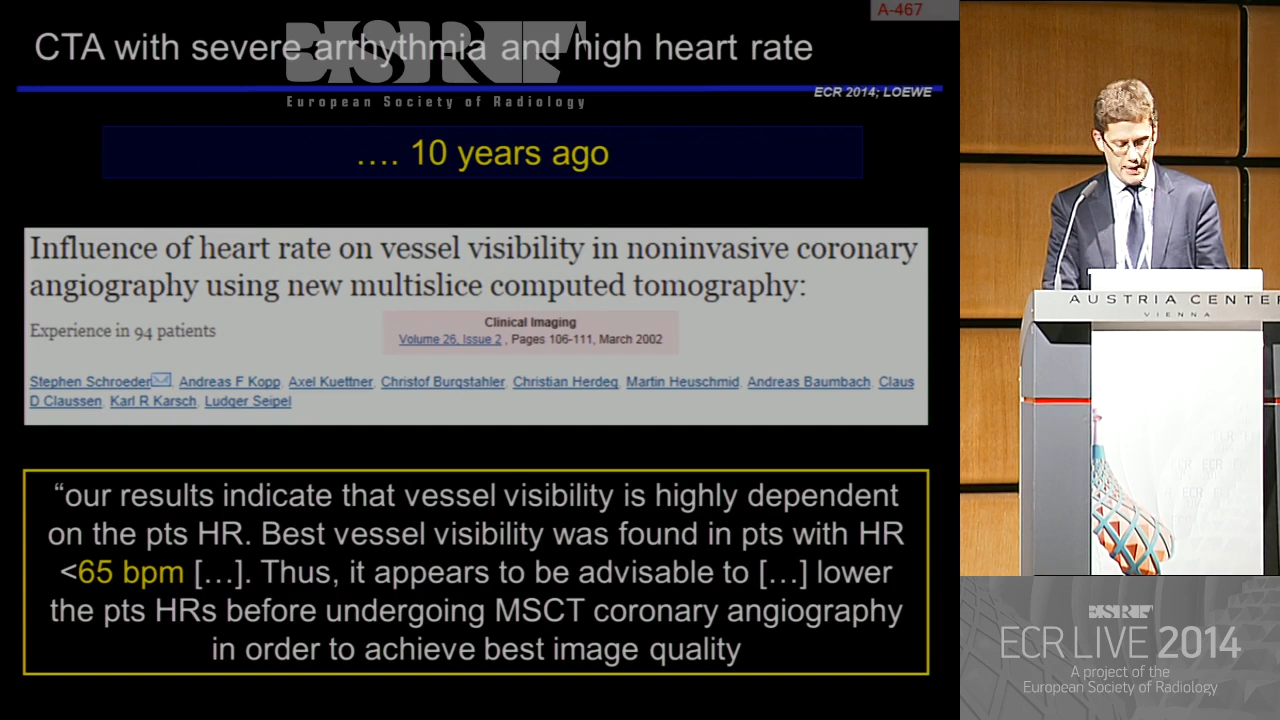 A-467
CTA with severe arrhythmia and high heart rate
ESR
European Society of Radiology
ECR 2014; LOEWE
…. 10 years ago
Influence of heart rate on vessel visibility in noninvasive coronary
angiography using new multislice computed tomography:
Experience in 94 patients
Clinical Imaging
Volume 26, Issue 2 , Pages 106-111, March 2002
Stephen Schroeder, Andreas F Kopp, Axel Kuettner, Christof Burgstahler, Christian Herdeg, Martin Heuschmid, Andreas Baumbach, Claus
D Claussen, Karl R Karsch, Ludger Seipel
“our results indicate that vessel visibility is highly dependent
on the pts HR. Best vessel visibility was found in pts with HR
<65 bpm […]. Thus, it appears to be advisable to […] lower
the pts HRs before undergoing MSCT coronary angiography
in order to achieve best image quality
AUSTRIA CENTER
VIENNA
ESR
ECR LIVE 2014
A project of the
European Society of Radiology